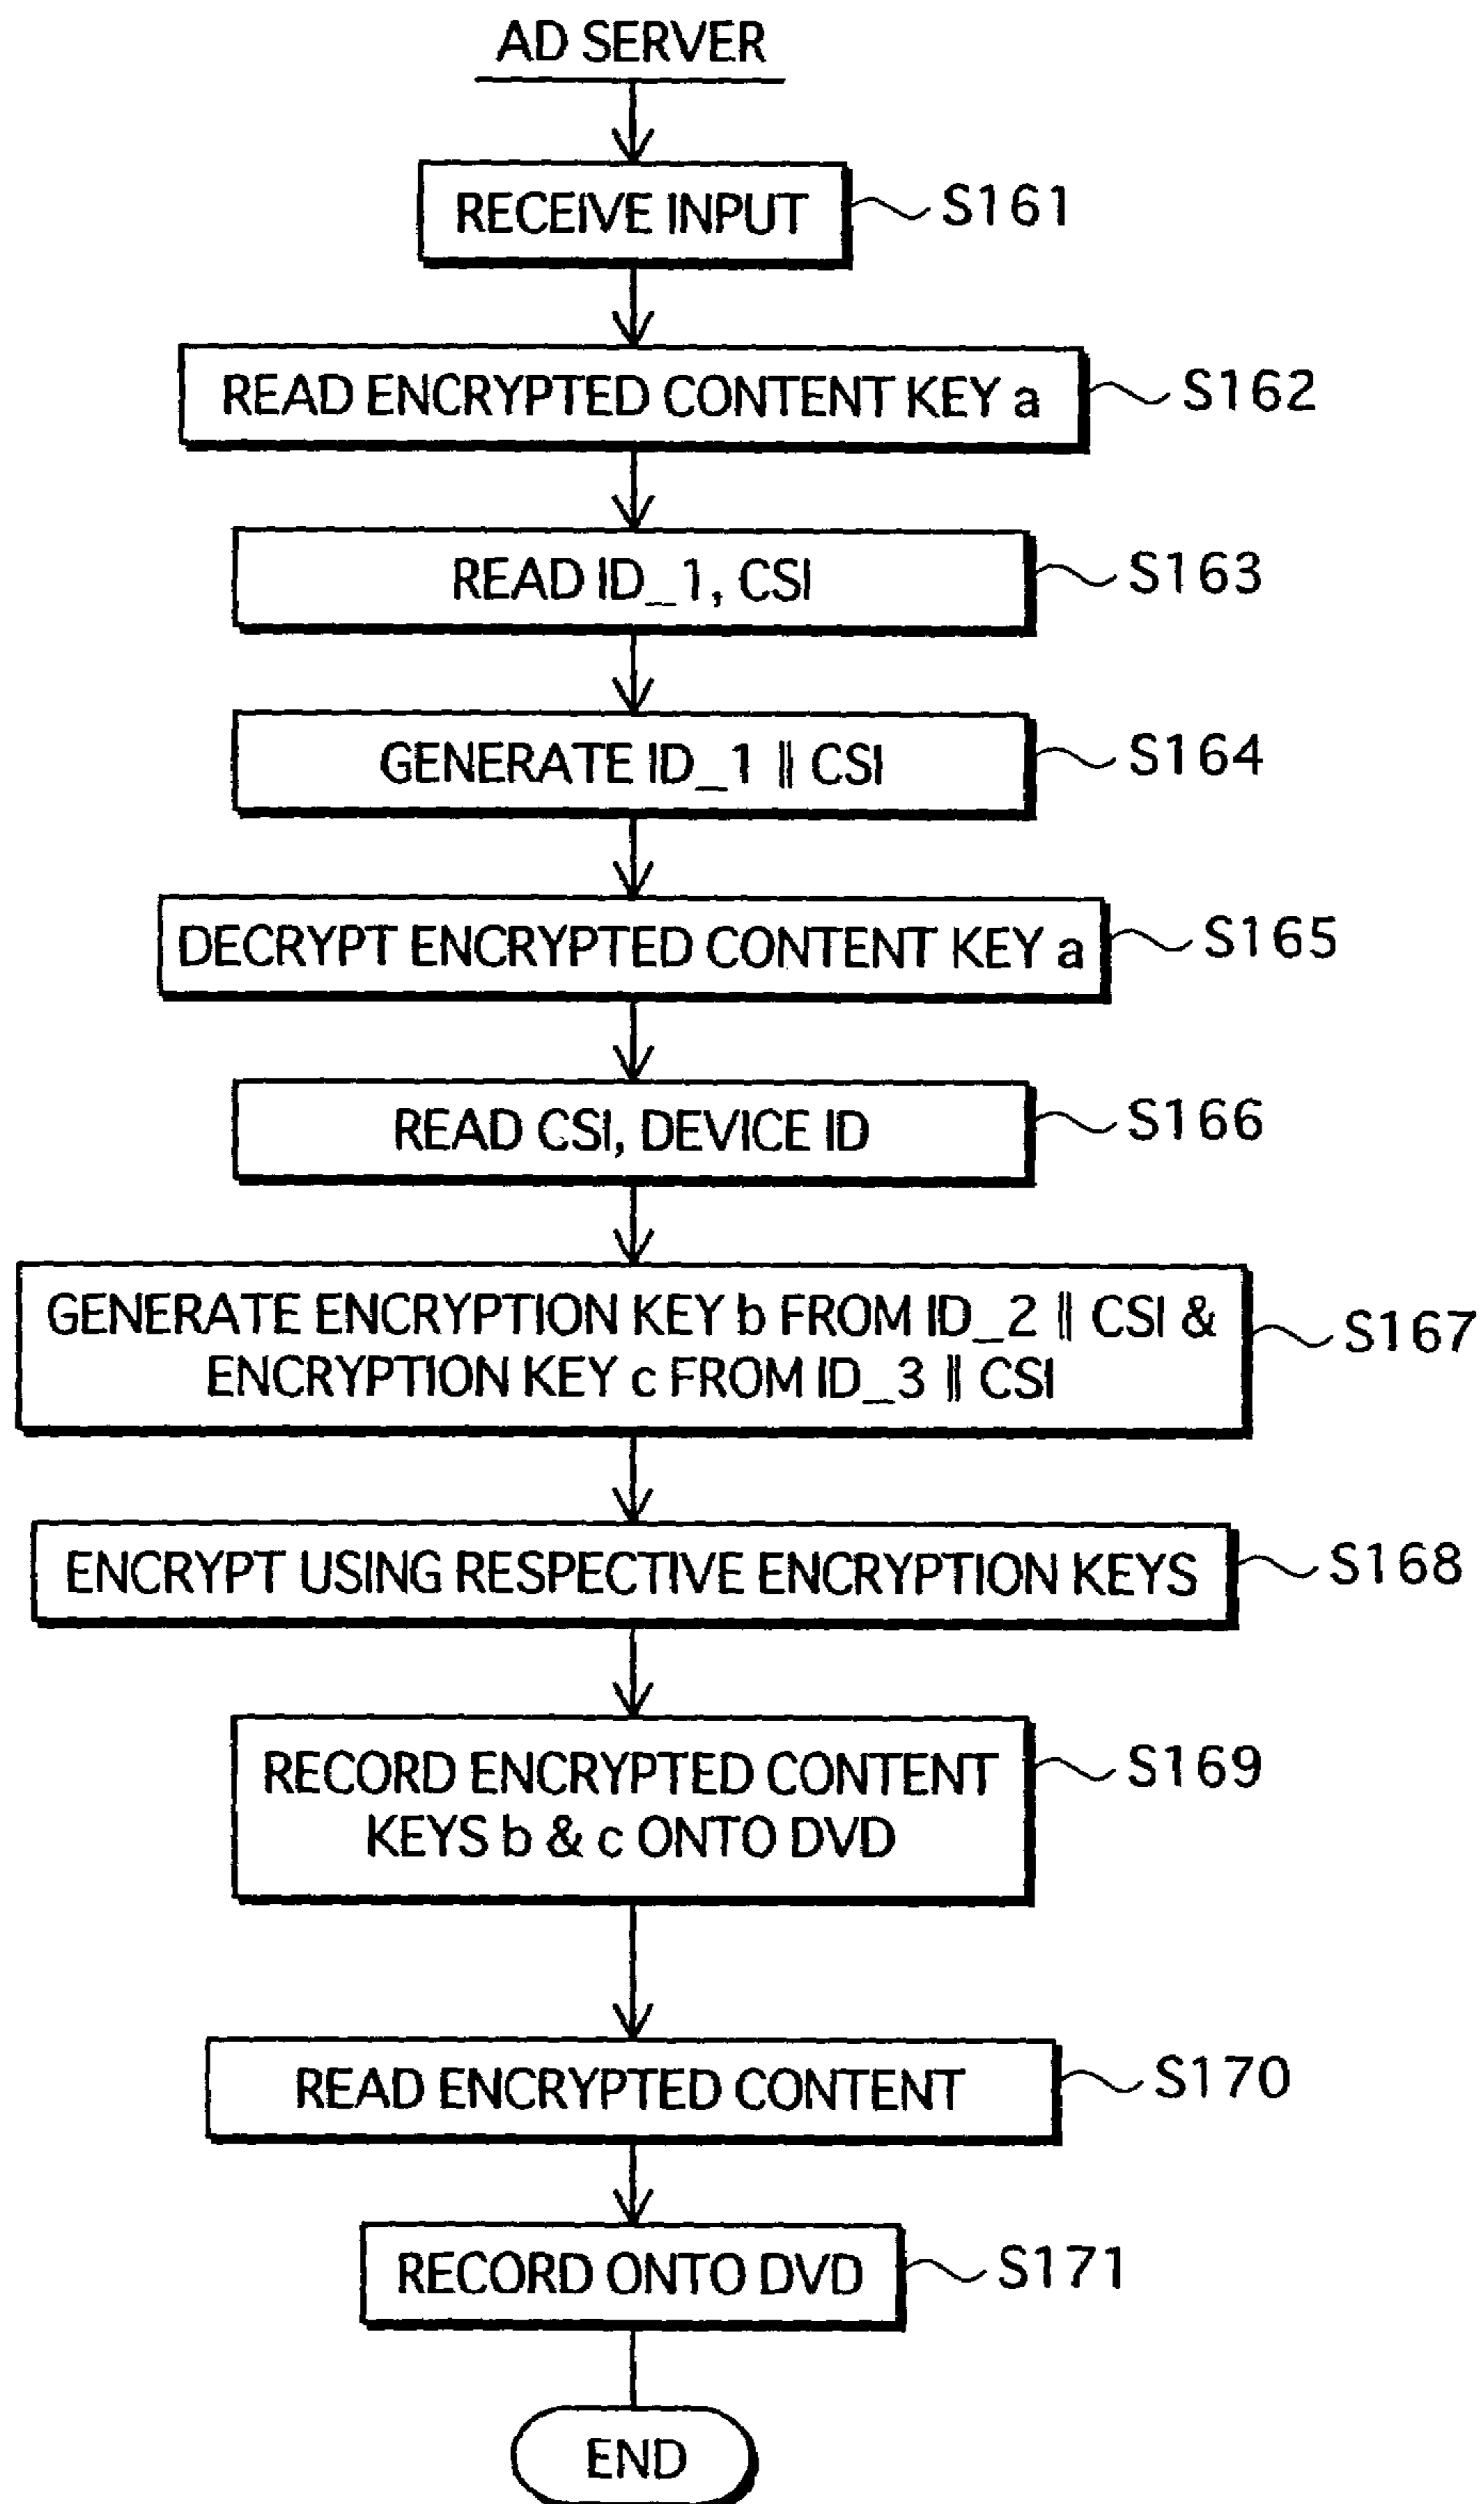 AD SERVER
RECEIVE INPUT
S161
READ ENCRYPTED CONTENT KEY a
S162
READ ID_1, CSI
S163
GENERATE ID_1 || CSI
S164
DECRYPT ENCRYPTED CONTENT KEY a
S165
READ CSI, DEVICE ID
S166
GENERATE ENCRYPTION KEY b FROM ID_2 || CSI &
ENCRYPTION KEY c FROM ID_3 || CSI
S167
ENCRYPT USING RESPECTIVE ENCRYPTION KEYS
S168
RECORD ENCRYPTED CONTENT
KEYS b & c ONTO DVD
S169
READ ENCRYPTED CONTENT
S170
RECORD ONTO DVD
S171
END